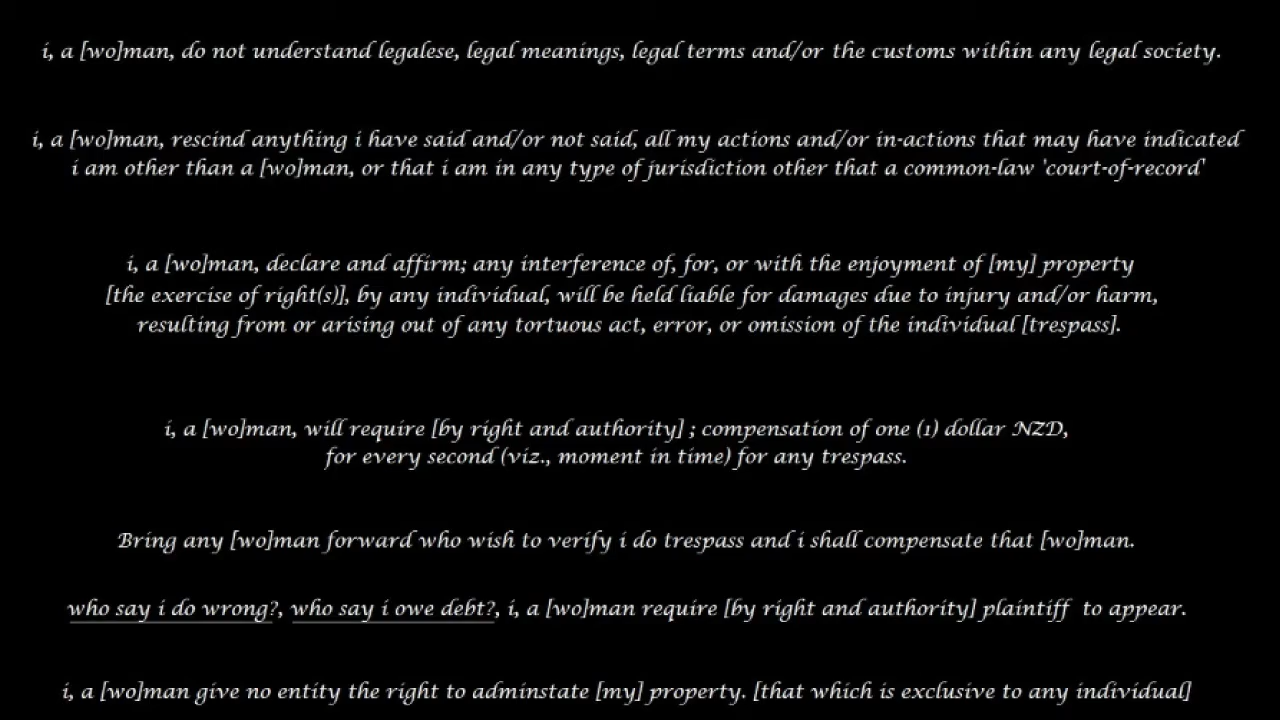 i, a [wo]man, do not understand legalese, legal meanings, legal terms and/or the customs within any legal society.
i, a [wo]man, rescind anything i have said and/or not said, all my actions and/or in-actions that may have indicated
i am other than a [wo]man, or that i am in any type of jurisdiction other that a common-law 'court-of-record'
i, a [wo]man, declare and affirm; any interference of, for, or with the enjoyment of [my] property
[the exercise of right(s)], by any individual, will be held liable for damages due to injury and/or harm,
resulting from or arising out of any tortuous act, error, or omission of the individual [trespass].
i, a [wo]man, will require [by right and authority] ; compensation of one (1) dollar NZD,
for every second (viz., moment in time) for any trespass.
Bring any [wo]man forward who wish to verify i do trespass and i shall compensate that [wo]man.
who say i do wrong?, who say i owe debt?, i, a [wo]man require [by right and authority] plaintiff to appear.
i, a [wo]man give no entity the right to adminstate [my] property. [that which is exclusive to any individual]